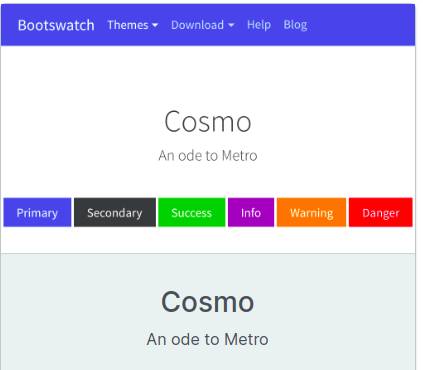 Bootswatch Themes Download Help Blog
Cosmo
An ode to Metro
Primary Secondary Success Info Warning Danger
Cosmo
An ode to Metro